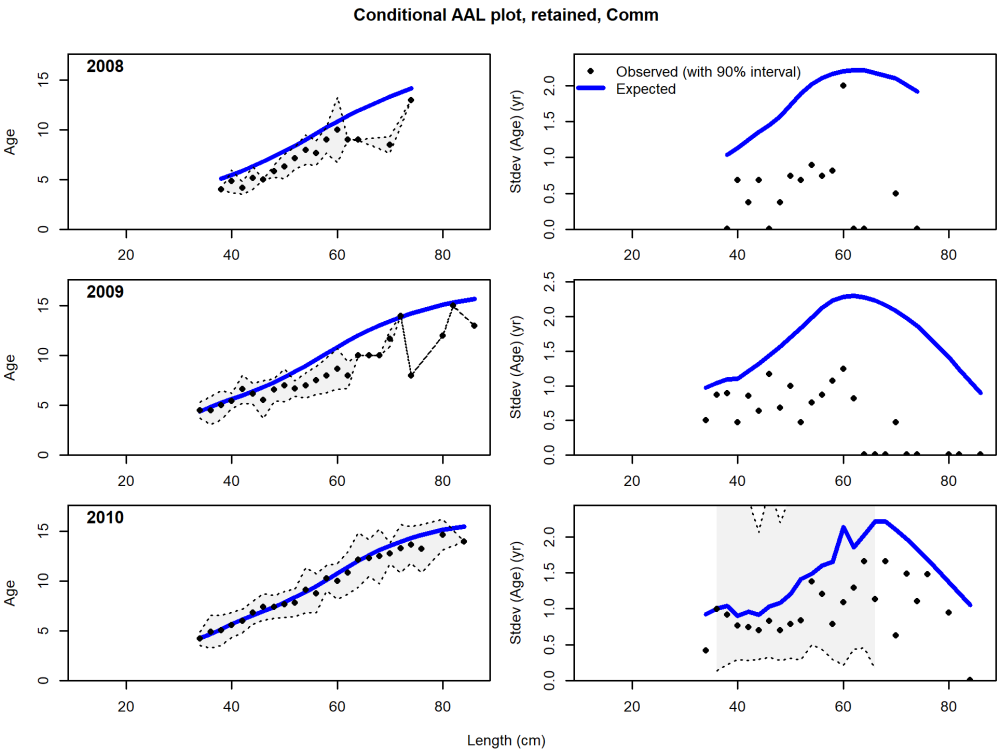 Conditional AAL plot, retained, Comm
2008
Age
0 5 10 15
20 40 60 80
Observed (with 90% interval)
Expected
Stdev (Age) (yr)
0.0 0.5 1.0 1.5 2.0
20 40 60 80
2009
Age
0 5 10 15
20 40 60 80
Stdev (Age) (yr)
0.0 0.5 1.0 1.5 2.0 2.5
20 40 60 80
2010
Age
0 5 10 15
20 40 60 80
Stdev (Age) (yr)
0.0 0.5 1.0 1.5 2.0
20 40 60 80
Length (cm)